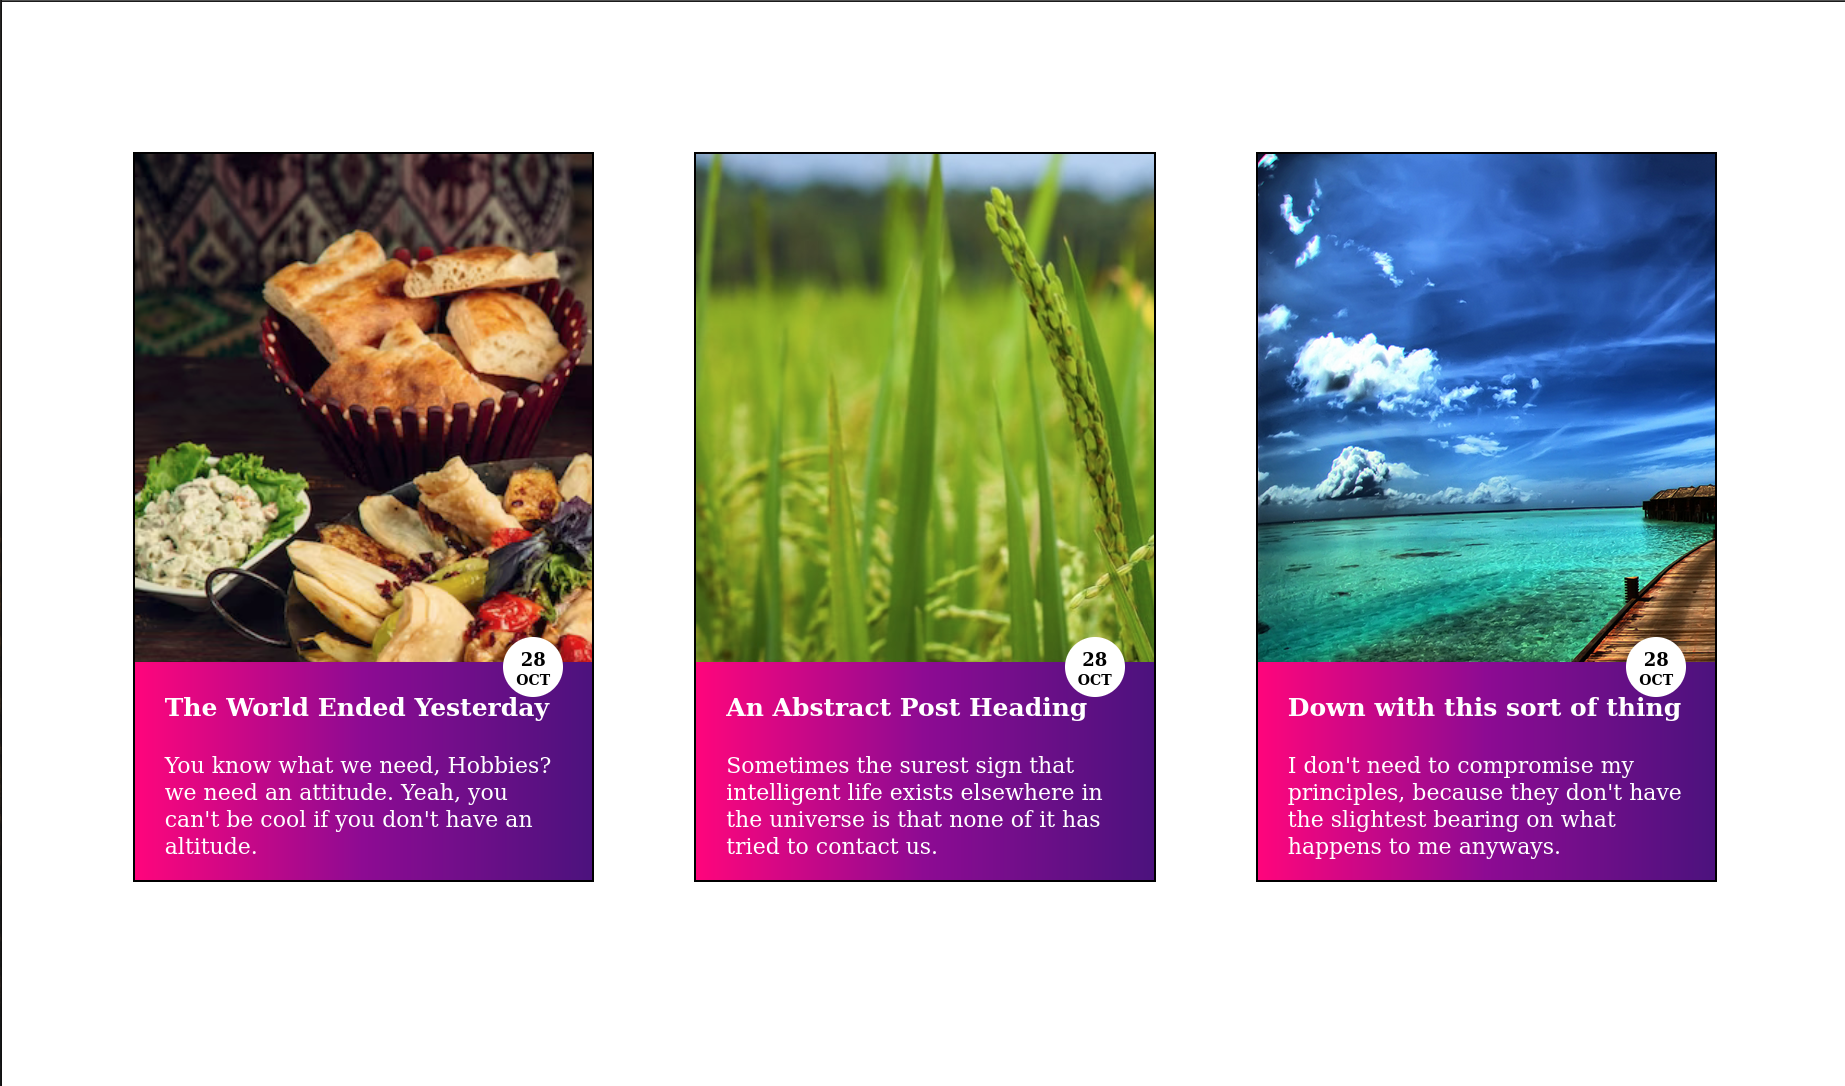 28
OCT
The World Ended Yesterday
You know what we need, Hobbies?
we need an attitude. Yeah, you
can't be cool if you don't have an
altitude.
28
OCT
An Abstract Post Heading
Sometimes the surest sign that
intelligent life exists elsewhere in
the universe is that none of it has
tried to contact us.
28
OCT
Down with this sort of thing
I don't need to compromise my
principles, because they don't have
the slightest bearing on what
happens to me anyways.